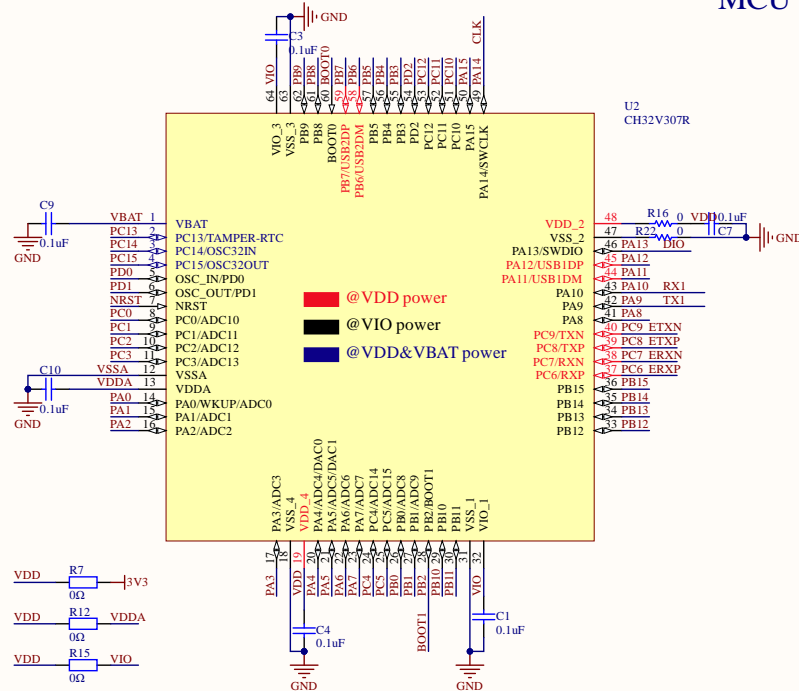 MCU
GND
C3
0.1uF
CLK
VIO
PB9
PB8
BOOT0
PB7
PB6
PB5
PB4
PB3
PD2
PC12
PC11
PC10
PA15
PA14
64
63
62
61
60
59
58
57
56
55
54
53
52
51
50
49
U2
CH32V307R
VIO_3
VSS_3
PB9
PB8
BOOT0
PB7/USB2DP
PB6/USB2DM
PB5
PB4
PB3
PD2
PC12
PC11
PC10
PA15
PA14/SWCLK
C9
0.1uF
GND
VBAT 1 VBAT
PC13 2 PC13/TAMPER-RTC
PC14 3 PC14/OSC32IN
PC15 4 PC15/OSC32OUT
PD0 5 OSC_IN/PD0
PD1 6 OSC_OUT/PD1
NRST 7 NRST
PC0 8 PC0/ADC10
PC1 9 PC1/ADC11
PC2 10 PC2/ADC12
PC3 11 PC3/ADC13
VSSA 12 VSSA
VDDA 13 VDDA
PA0 14 PA0/WKUP/ADC0
PA1 15 PA1/ADC1
PA2 16 PA2/ADC2
C10
0.1uF
GND
@VDD power
@VIO power
@VDD&VBAT power
VDD_2 48 R16 0 VDD 0.1uF
VSS_2 47 R22 0 C7
GND
PA13/SWDIO 46 PA13 DIO
PA12/USB1DP 45 PA12
PA11/USB1DM 44 PA11
PA10 43 PA10 RX1
PA9 42 PA9 TX1
PA8 41 PA8
PC9/TXN 40 PC9 ETXN
PC8/TXP 39 PC8 ETXP
PC7/RXN 38 PC7 ERXN
PC6/RXP 37 PC6 ERXP
PB15 36 PB15
PB14 35 PB14
PB13 34 PB13
PB12 33 PB12
PA3/ADC3
VSS_4
VDD_4
PA4/ADC4/DAC0
PA5/ADC5/DAC1
PA6/ADC6
PA7/ADC7
PC4/ADC14
PC5/ADC15
PB0/ADC8
PB1/ADC9
PB2/BOOT1
PB10
PB11
VSS_1
VIO_1
17
18
19
20
21
22
23
24
25
26
27
28
29
30
31
32
PA3
VDD
PA4
PA5
PA6
PA7
PC4
PC5
PB0
PB1
PB2
PB10
PB11
VIO
BOOT1
C4
0.1uF
GND
C1
0.1uF
GND
VDD R7 3V3
0Ω
VDD R12 VDDA
0Ω
VDD R15 VIO
0Ω